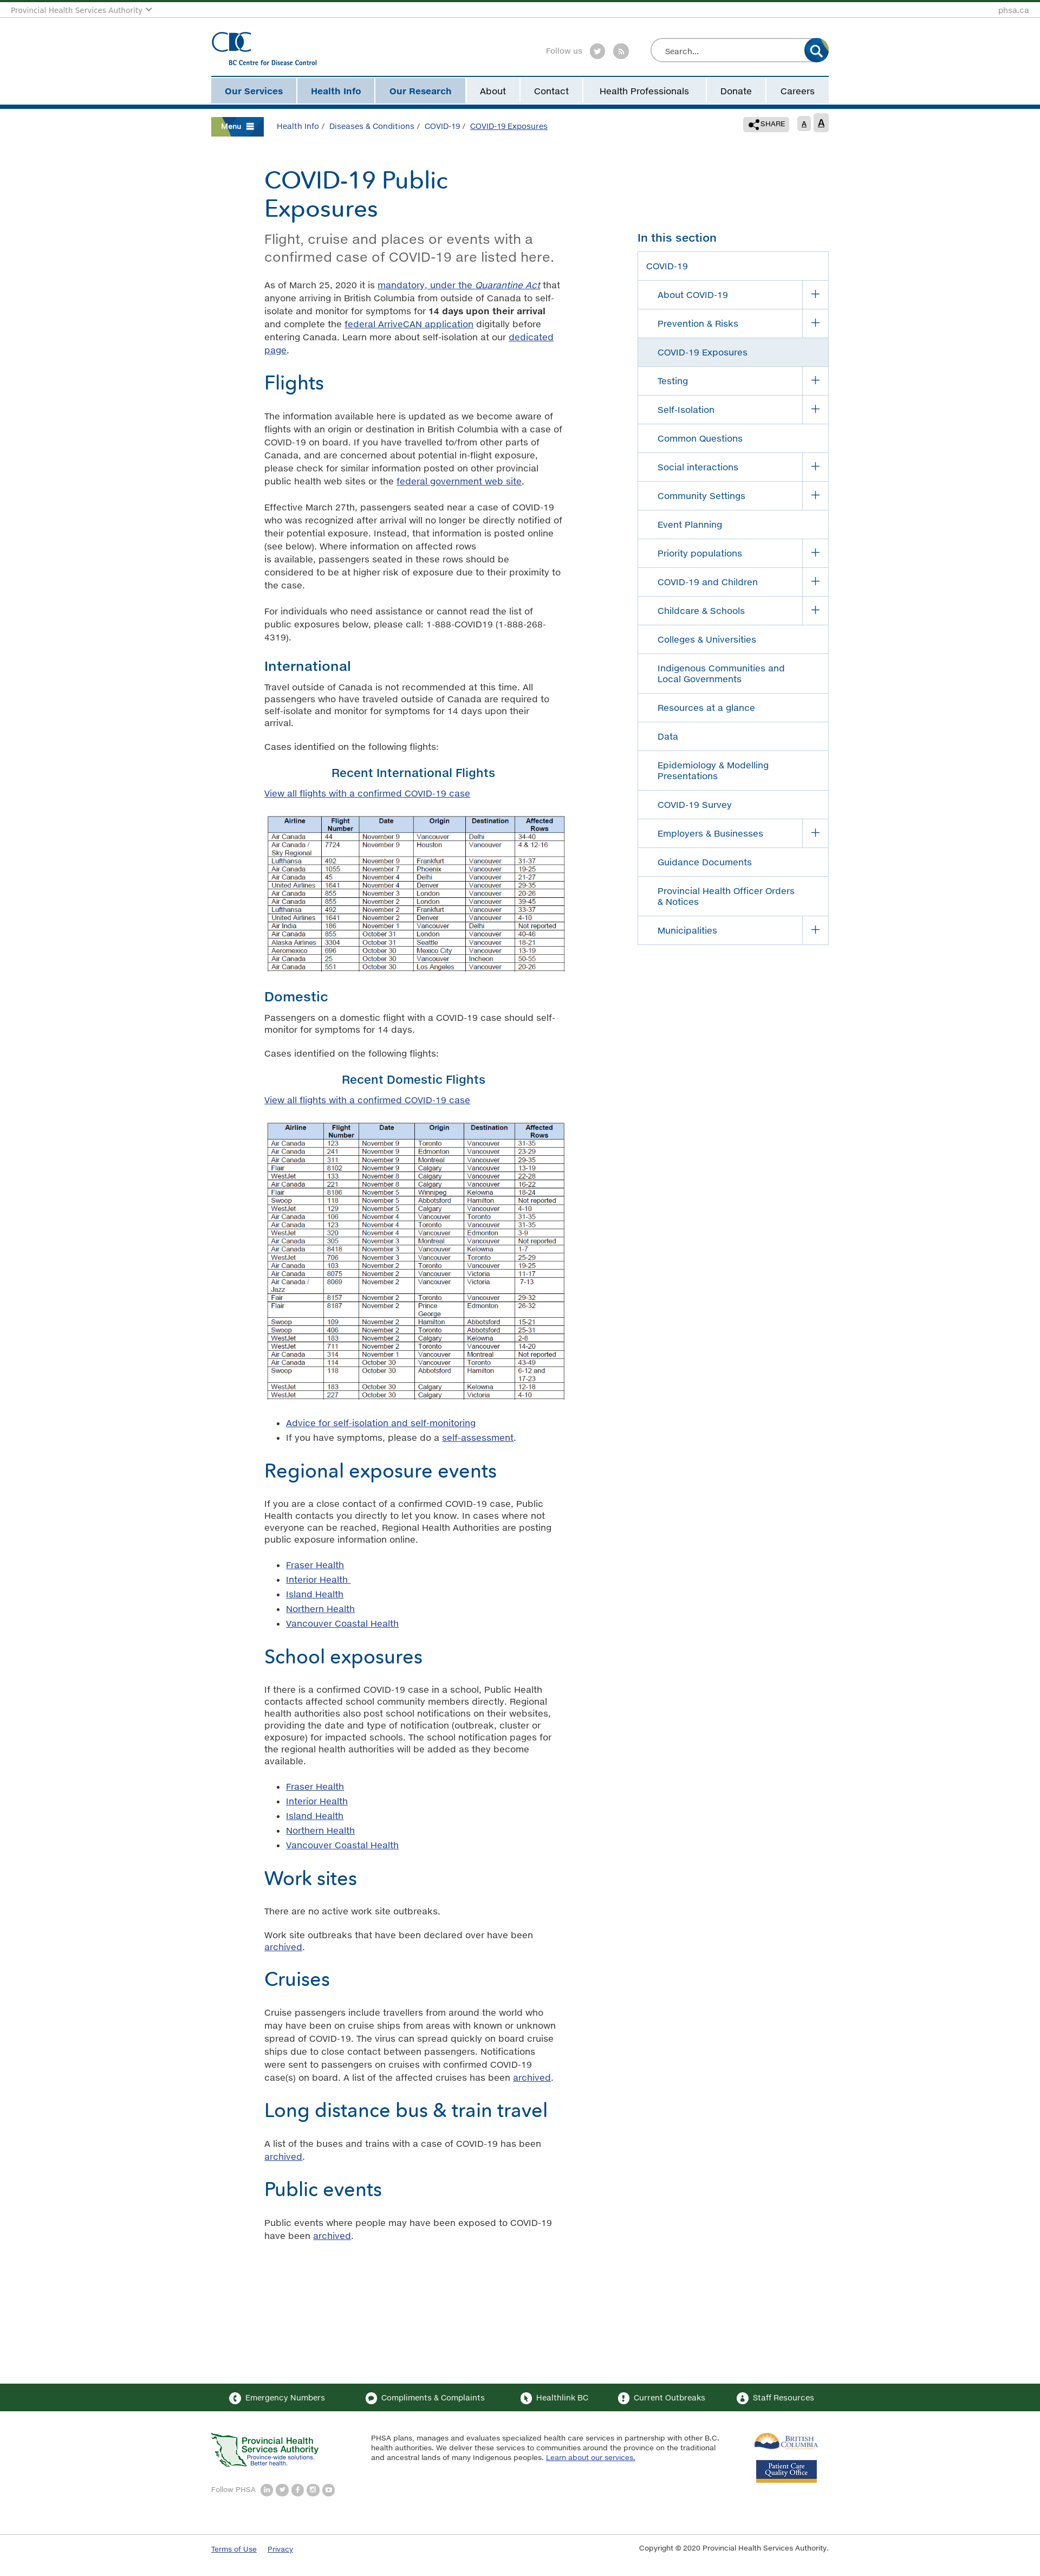 Provincial Health Services Authority
phsa.ca
BC Centre for Disease Control
Follow us
Search...
Our Services Health Info Our Research About Contact Health Professionals Donate Careers
Menu
Health Info / Diseases & Conditions / COVID-19 / COVID-19 Exposures
SHARE A A
COVID-19 Public
Exposures
Flight, cruise and places or events with a
confirmed case of COVID-19 are listed here.
As of March 25, 2020 it is mandatory, under the Quarantine Act that
anyone arriving in British Columbia from outside of Canada to self-
isolate and monitor for symptoms for 14 days upon their arrival
and complete the federal ArriveCAN application digitally before
entering Canada. Learn more about self-isolation at our dedicated
page.
Flights
The information available here is updated as we become aware of
flights with an origin or destination in British Columbia with a case of
COVID-19 on board. If you have travelled to/from other parts of
Canada, and are concerned about potential in-flight exposure,
please check for similar information posted on other provincial
public health web sites or the federal government web site.
Effective March 27th, passengers seated near a case of COVID-19
who was recognized after arrival will no longer be directly notified of
their potential exposure. Instead, that information is posted online
(see below). Where information on affected rows
is available, passengers seated in these rows should be
considered to be at higher risk of exposure due to their proximity to
the case.
For individuals who need assistance or cannot read the list of
public exposures below, please call: 1-888-COVID19 (1-888-268-
4319).
International
Travel outside of Canada is not recommended at this time. All
passengers who have traveled outside of Canada are required to
self-isolate and monitor for symptoms for 14 days upon their
arrival.
Cases identified on the following flights:
Recent International Flights
View all flights with a confirmed COVID-19 case
Airline Flight Number Date Origin Destination Affected Rows
Air Canada 44 November 9 Vancouver Delhi 34-40
Air Canada / Sky Regional 7724 November 9 Houston Vancouver 4 & 12-16
Lufthansa 492 November 9 Frankfurt Vancouver 31-37
Air Canada 1055 November 7 Phoenix Vancouver 19-25
Air Canada 45 November 4 Delhi Vancouver 21-27
United Airlines 1641 November 4 Denver Vancouver 29-35
Air Canada 855 November 3 London Vancouver 20-26
Air Canada 855 November 2 London Vancouver 39-45
Lufthansa 492 November 2 Frankfurt Vancouver 33-37
United Airlines 1641 November 2 Denver Vancouver 4-10
Air India 186 November 1 Vancouver Delhi Not reported
Air Canada 855 October 31 London Vancouver 40-46
Alaska Airlines 3304 October 31 Seattle Vancouver 18-21
Aeromexico 696 October 30 Mexico City Vancouver 13-19
Air Canada 25 October 30 Vancouver Incheon 50-55
Air Canada 551 October 30 Los Angeles Vancouver 20-26
Domestic
Passengers on a domestic flight with a COVID-19 case should self-
monitor for symptoms for 14 days.
Cases identified on the following flights:
Recent Domestic Flights
View all flights with a confirmed COVID-19 case
Airline Flight Number Date Origin Destination Affected Rows
Air Canada 123 November 9 Toronto Vancouver 31-35
Air Canada 241 November 9 Edmonton Vancouver 23-29
Air Canada 311 November 9 Montreal Vancouver 29-35
Flair 8102 November 9 Calgary Vancouver 13-19
WestJet 133 November 8 Calgary Vancouver 22-28
Air Canada 221 November 8 Calgary Vancouver 16-22
Flair 8186 November 5 Winnipeg Kelowna 18-24
Swoop 118 November 5 Abbotsford Hamilton Not reported
WestJet 129 November 5 Calgary Vancouver 4-10
Air Canada 106 November 4 Vancouver Toronto 31-35
Air Canada 123 November 4 Toronto Vancouver 31-35
WestJet 320 November 4 Vancouver Edmonton 3-9
Air Canada 305 November 3 Montreal Vancouver Not reported
Air Canada 8418 November 3 Vancouver Kelowna 1-7
WestJet 706 November 3 Vancouver Toronto 25-29
Air Canada 103 November 2 Toronto Vancouver 19-25
Air Canada 8075 November 2 Vancouver Victoria 11-17
Air Canada / Jazz 8069 November 2 Vancouver Victoria 7-13
Fair 8157 November 2 Toronto Vancouver 29-32
Flair 8187 November 2 Prince George Edmonton 26-32
Swoop 109 November 2 Hamilton Abbotsford 15-21
Swoop 406 November 2 Toronto Abbotsford 25-31
WestJet 183 November 2 Calgary Kelowna 2-8
WestJet 711 November 2 Toronto Vancouver 14-20
Air Canada 314 November 1 Vancouver Montreal Not reported
Air Canada 114 October 30 Vancouver Toronto 43-49
Swoop 118 October 30 Abbotsford Hamilton 6-12 and 17-23
WestJet 183 October 30 Calgary Kelowna 12-18
WestJet 227 October 30 Calgary Victoria 4-10
Advice for self-isolation and self-monitoring
If you have symptoms, please do a self-assessment.
Regional exposure events
If you are a close contact of a confirmed COVID-19 case, Public
Health contacts you directly to let you know. In cases where not
everyone can be reached, Regional Health Authorities are posting
public exposure information online.
Fraser Health
Interior Health
Island Health
Northern Health
Vancouver Coastal Health
School exposures
If there is a confirmed COVID-19 case in a school, Public Health
contacts affected school community members directly. Regional
health authorities also post school notifications on their websites,
providing the date and type of notification (outbreak, cluster or
exposure) for impacted schools. The school notification pages for
the regional health authorities will be added as they become
available.
Fraser Health
Interior Health
Island Health
Northern Health
Vancouver Coastal Health
Work sites
There are no active work site outbreaks.
Work site outbreaks that have been declared over have been
archived.
Cruises
Cruise passengers include travellers from around the world who
may have been on cruise ships from areas with known or unknown
spread of COVID-19. The virus can spread quickly on board cruise
ships due to close contact between passengers. Notifications
were sent to passengers on cruises with confirmed COVID-19
case(s) on board. A list of the affected cruises has been archived.
Long distance bus & train travel
A list of the buses and trains with a case of COVID-19 has been
archived.
Public events
Public events where people may have been exposed to COVID-19
have been archived.
In this section
COVID-19
About COVID-19
Prevention & Risks
COVID-19 Exposures
Testing
Self-Isolation
Common Questions
Social interactions
Community Settings
Event Planning
Priority populations
COVID-19 and Children
Childcare & Schools
Colleges & Universities
Indigenous Communities and
Local Governments
Resources at a glance
Data
Epidemiology & Modelling
Presentations
COVID-19 Survey
Employers & Businesses
Guidance Documents
Provincial Health Officer Orders
& Notices
Municipalities
Emergency Numbers Compliments & Complaints Healthlink BC Current Outbreaks Staff Resources
Provincial Health
Services Authority
Province-wide solutions.
Better health.
PHSA plans, manages and evaluates specialized health care services in partnership with other B.C.
health authorities. We deliver these services to communities around the province on the traditional
and ancestral lands of many Indigenous peoples. Learn about our services.
BRITISH
COLUMBIA
Patient Care
Quality Office
Follow PHSA
Terms of Use Privacy
Copyright © 2020 Provincial Health Services Authority.